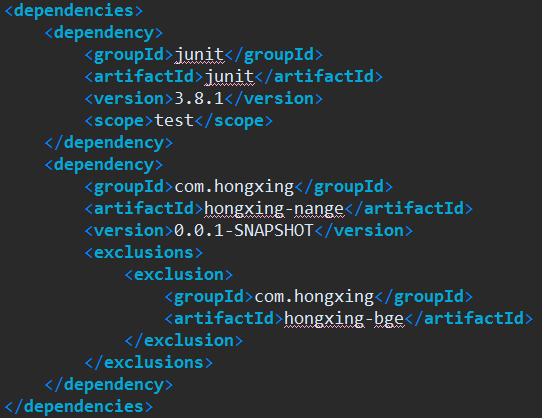 <dependencies>
<dependency>
<groupId>junit</groupId>
<artifactId>junit</artifactId>
<version>3.8.1</version>
<scope>test</scope>
</dependency>
<dependency>
<groupId>com.hongxing</groupId>
<artifactId>hongxing-nange</artifactId>
<version>0.0.1-SNAPSHOT</version>
<exclusions>
<exclusion>
<groupId>com.hongxing</groupId>
<artifactId>hongxing-bge</artifactId>
</exclusion>
</exclusions>
</dependency>
</dependencies>